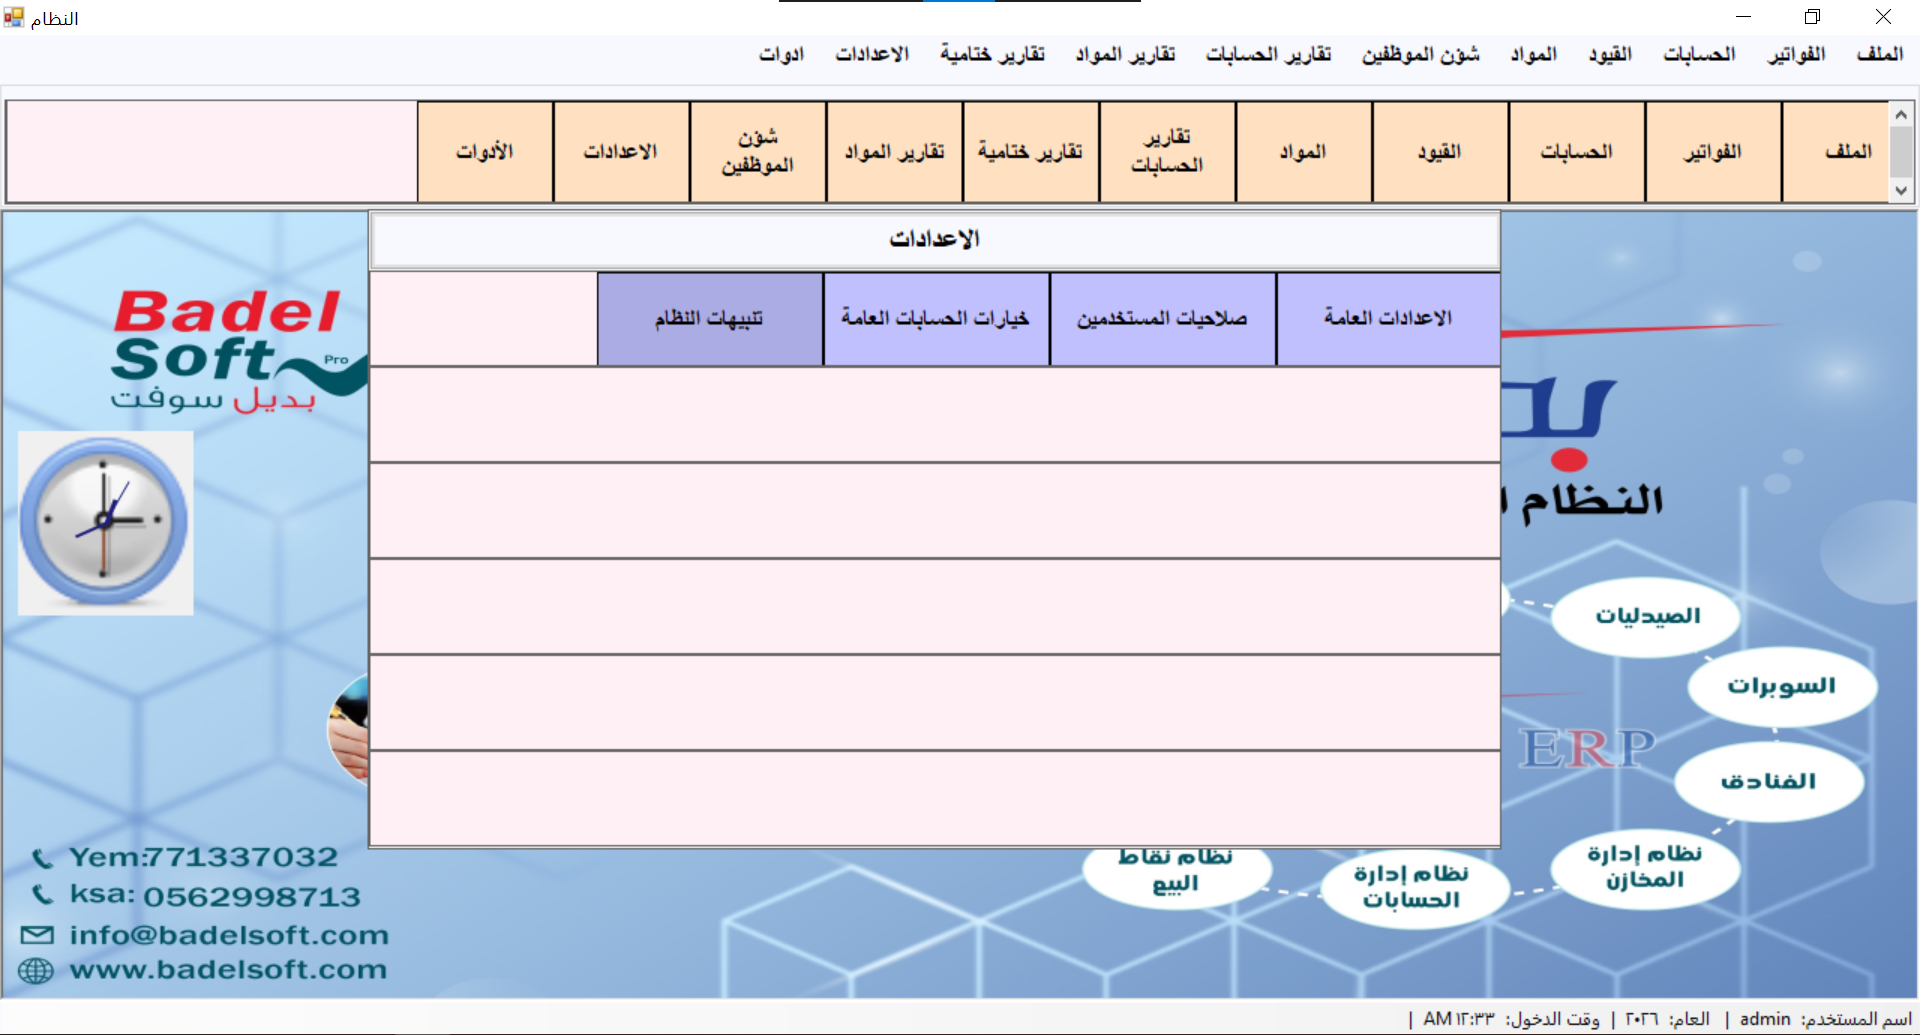 النظام
الملف الفواتير الحسابات القيود المواد شؤن الموظفين تقارير الحسابات تقارير المواد تقارير ختامية الاعدادات ادوات
الملف
الفواتير
الحسابات
القيود
المواد
تقارير
الحسابات
تقارير ختامية
تقارير المواد
شؤن
الموظفين
الاعدادات
الأدوات
الاعدادات
الاعدادات العامة
صلاحيات المستخدمين
خيارات الحسابات العامة
تنبيهات النظام
Badel
Soft Pro
بديل سوفت
النظام
الصيدليات
السوبرات
ERP
الفنادق
نظام إدارة
المخازن
نظام إدارة
الحسابات
نظام نقاط
البيع
Yem:771337032
ksa: 0562998713
info@badelsoft.com
www.badelsoft.com
اسم المستخدم: admin | العام: ٢٠٢٦ | وقت الدخول: ١٢:٣٣ AM |